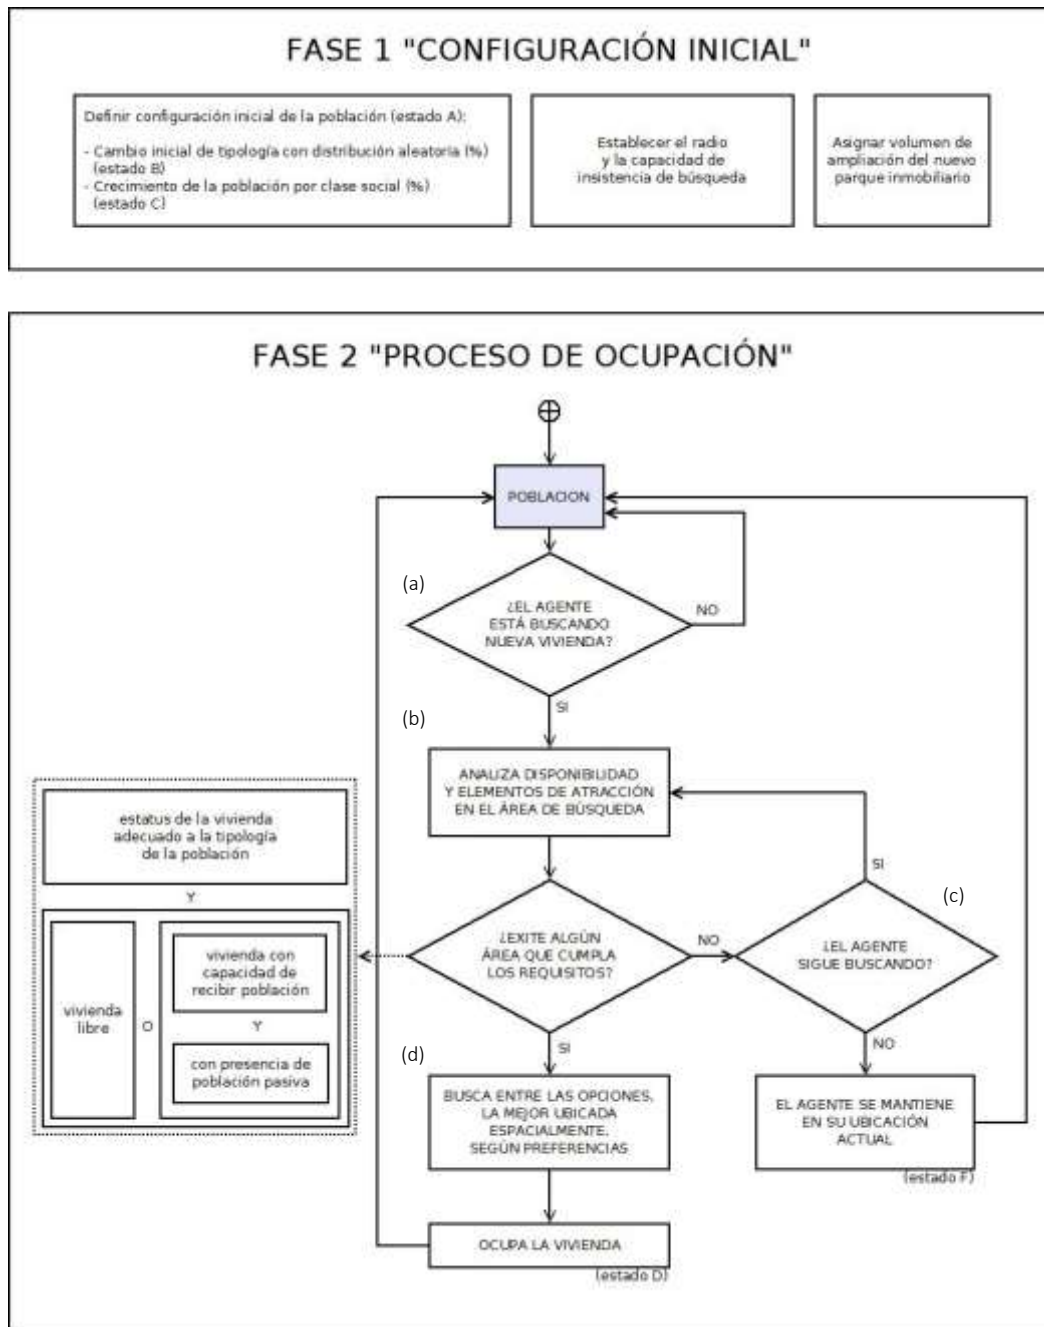 FASE 1 "CONFIGURACIÓN INICIAL"
Definir configuración inicial de la población (estado A):
- Cambio inicial de tipología con distribución aleatoria (%)
(estado B)
- Crecimiento de la población por clase social (%)
(estado C)
Establecer el radio
y la capacidad de
insistencia de búsqueda
Asignar volumen de
ampliación del nuevo
parque inmobiliario
FASE 2 "PROCESO DE OCUPACIÓN"
POBLACION
(a)
¿EL AGENTE
ESTÁ BUSCANDO
NUEVA VIVIENDA?
NO
SI
(b)
ANALIZA DISPONIBILIDAD
Y ELEMENTOS DE ATRACCIÓN
EN EL ÁREA DE BÚSQUEDA
estatus de la vivienda
adecuado a la tipología
de la población
Y
vivienda
libre
O
vivienda con
capacidad de
recibir población
Y
con presencia de
población pasiva
¿EXITE ALGÚN
ÁREA QUE CUMPLA
LOS REQUISITOS?
NO
SI
(c)
¿EL AGENTE
SIGUE BUSCANDO?
SI
NO
(d)
BUSCA ENTRE LAS OPCIONES,
LA MEJOR UBICADA
ESPACIALMENTE,
SEGÚN PREFERENCIAS
EL AGENTE SE MANTIENE
EN SU UBICACIÓN
ACTUAL
(estado F)
OCUPA LA VIVIENDA
(estado D)